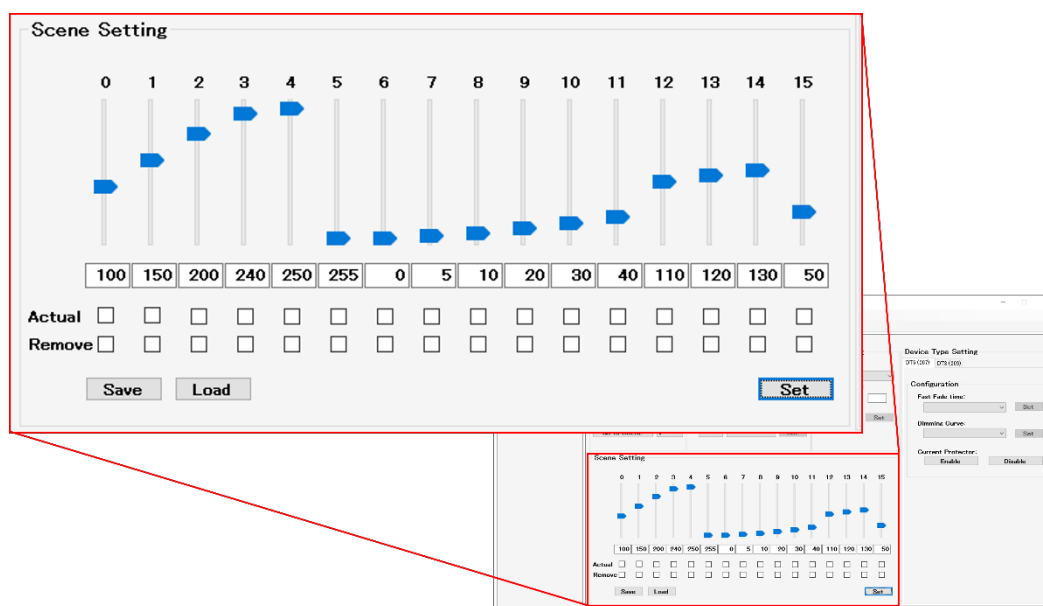 Scene Setting
0 1 2 3 4 5 6 7 8 9 10 11 12 13 14 15
100 150 200 240 250 255 0 5 10 20 30 40 110 120 130 50
Actual
Remove
Save Load Set
Device Type Setting
DT6 (207) DT8 (209)
Configuration
Fast Fade time:
Set
Dimming Curve:
Set
Current Protector:
Enable Disable
Set
Scene Setting
0 1 2 3 4 5 6 7 8 9 10 11 12 13 14 15
100 150 200 240 250 255 0 5 10 20 30 40 110 120 130 50
Actual
Remove
Save Load Set